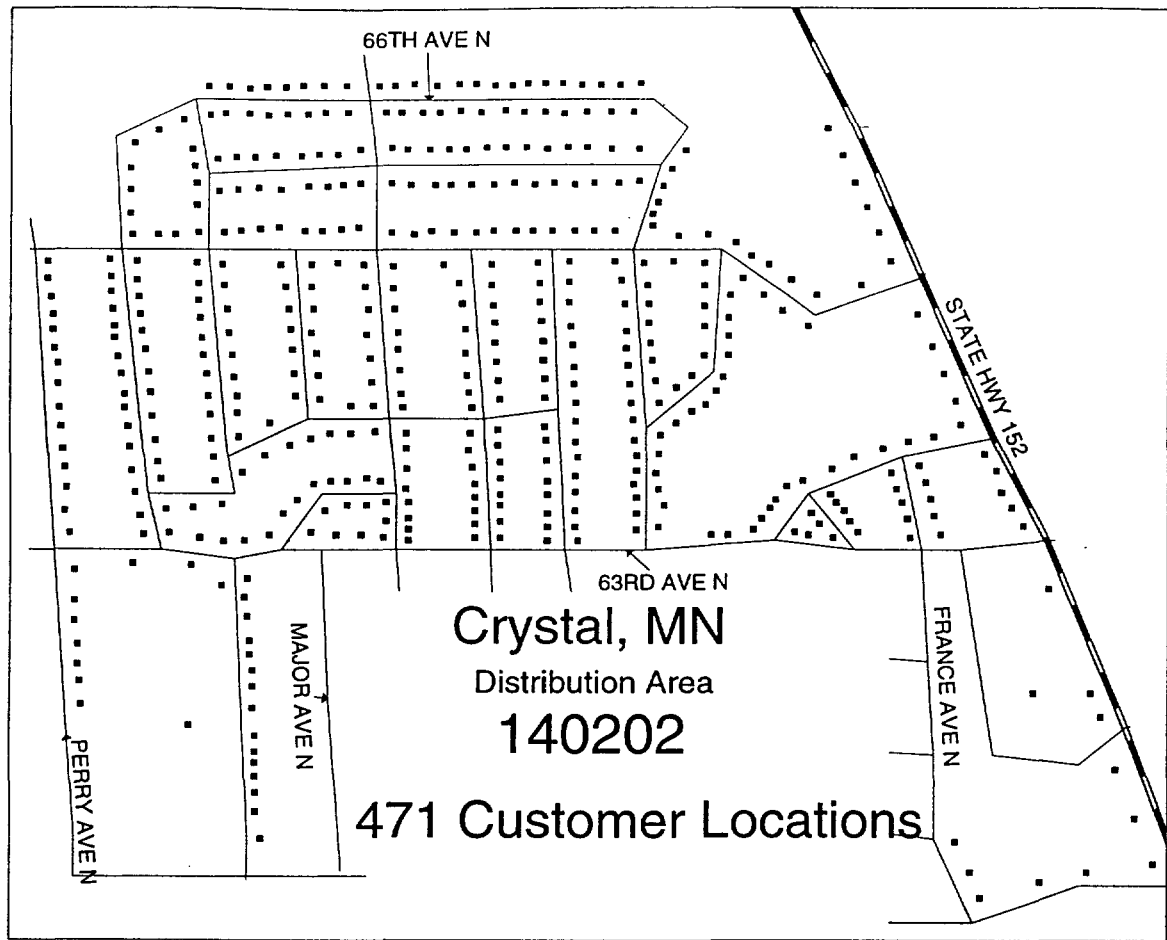 66TH AVE N
STATE HWY 152
63RD AVE N
Crystal, MN
Distribution Area
140202
471 Customer Locations
MAJOR AVE N
FRANCE AVE N
PERRY AVE N